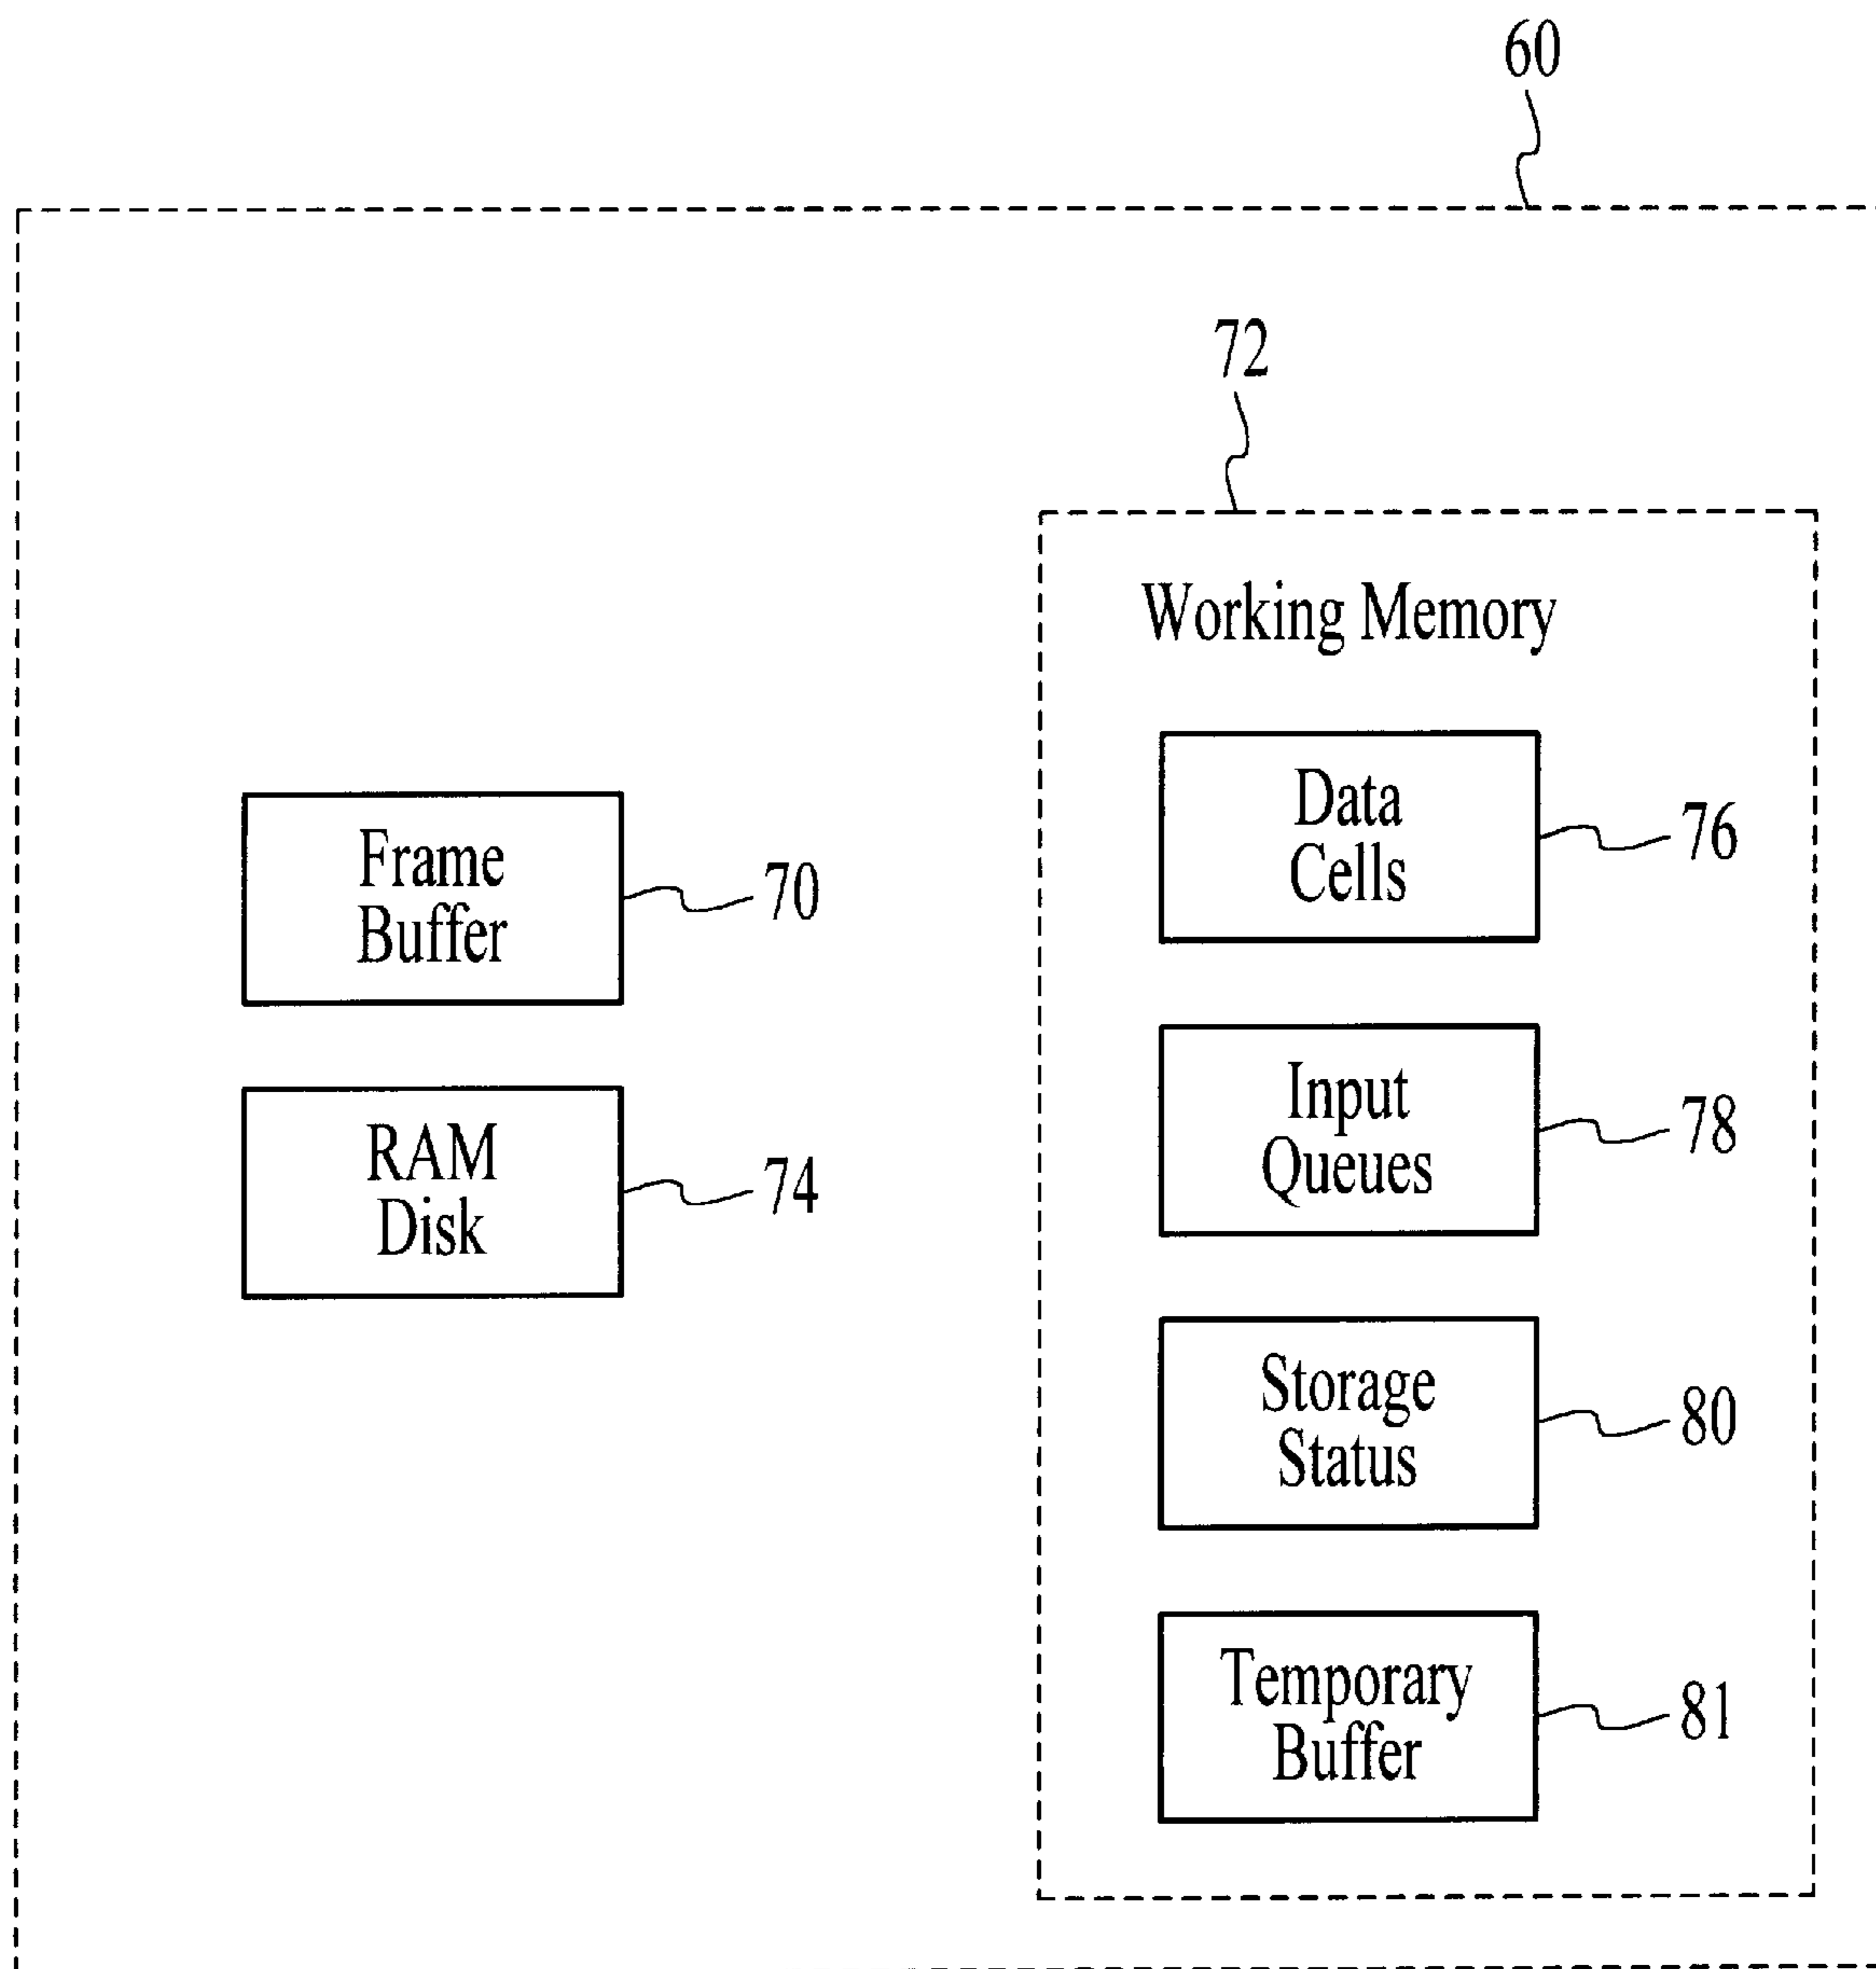 60
72
Working Memory
Data
Cells
76
Frame
Buffer
70
Input
Queues
78
RAM
Disk
74
Storage
Status
80
Temporary
Buffer
81